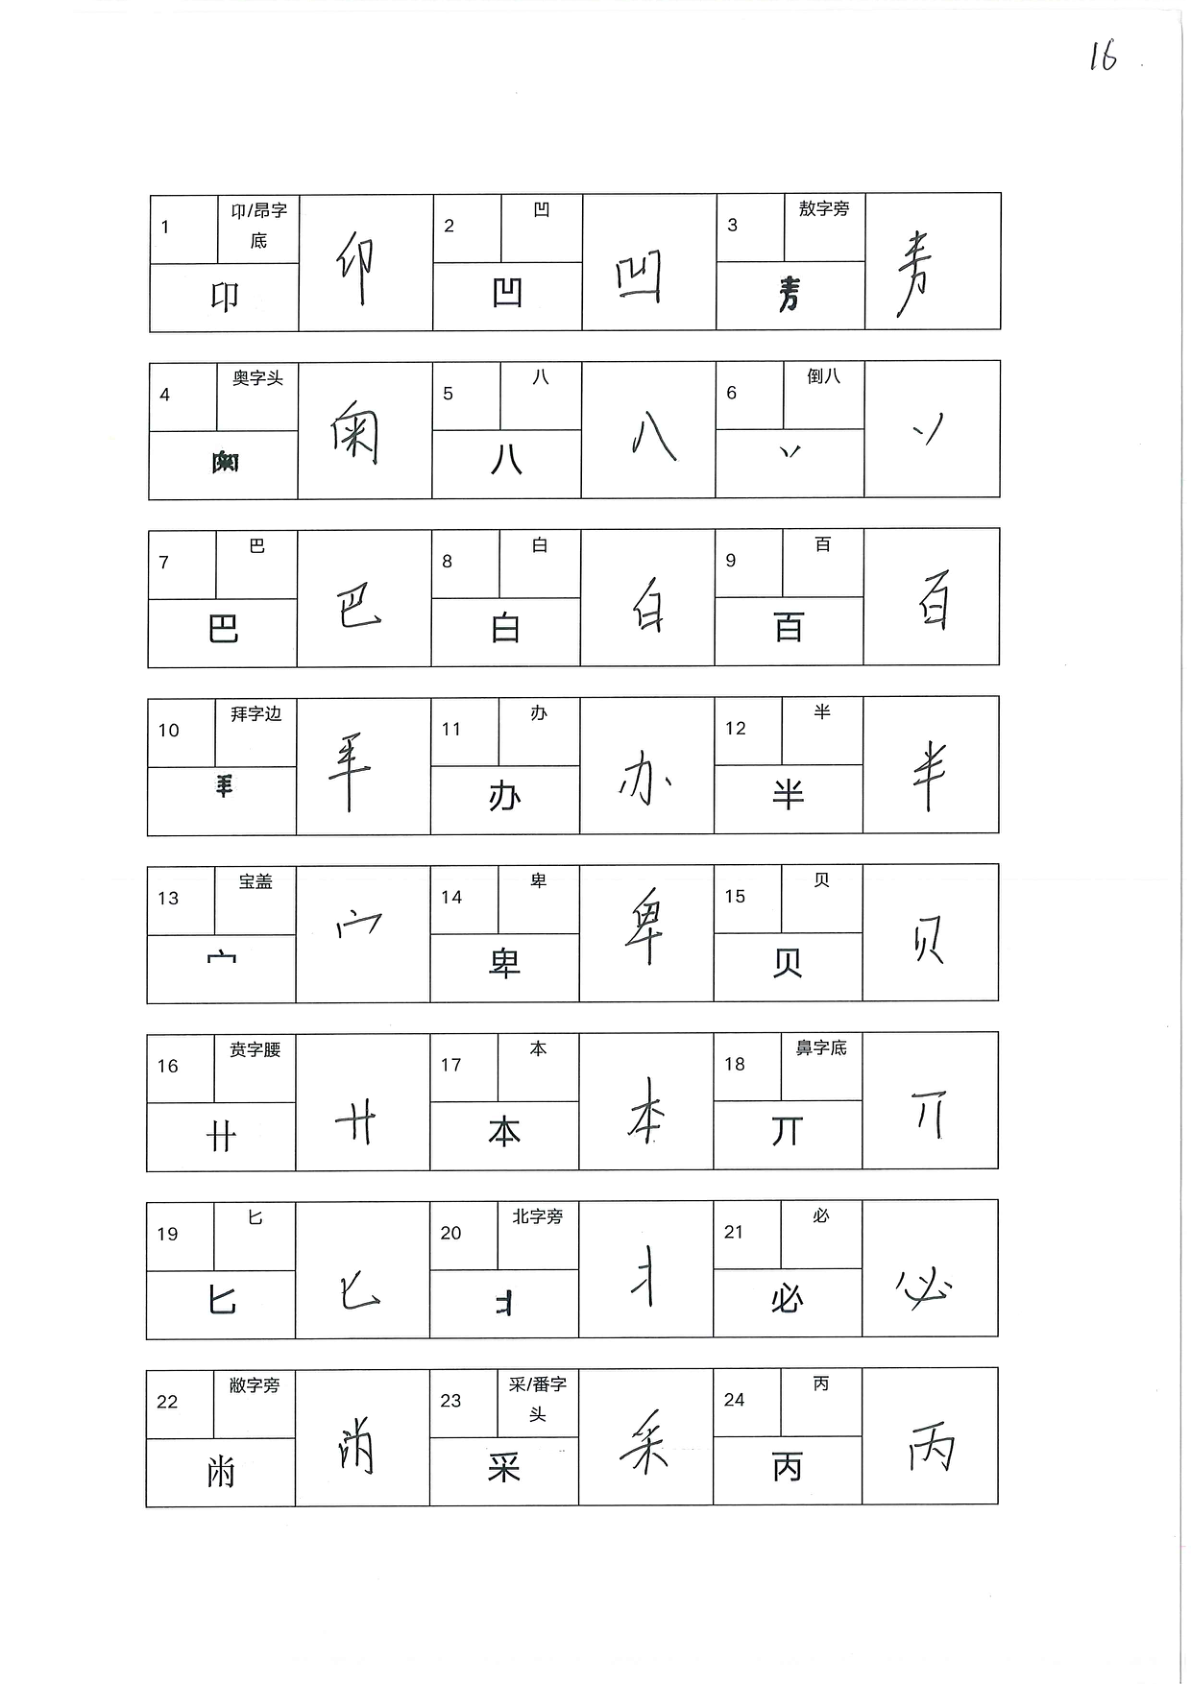 16
1 卬/昂字底 卬 卬
2 凹 凹 凹
3 敖字旁
4 奥字头
5 八 八 八
6 倒八 丷 丷
7 巴 巴 巴
8 白 白 白
9 百 百 百
10 拜字边
11 办 办 办
12 半 半 半
13 宝盖 宀 宀
14 卑 卑 卑
15 贝 贝 贝
16 贲字腰 卄 卄
17 本 本 本
18 鼻字底 丌 丌
19 匕 匕 匕
20 北字旁
21 必 必 必
22 敝字旁 㡀 㡀
23 采/番字头 采 采
24 丙 丙 丙